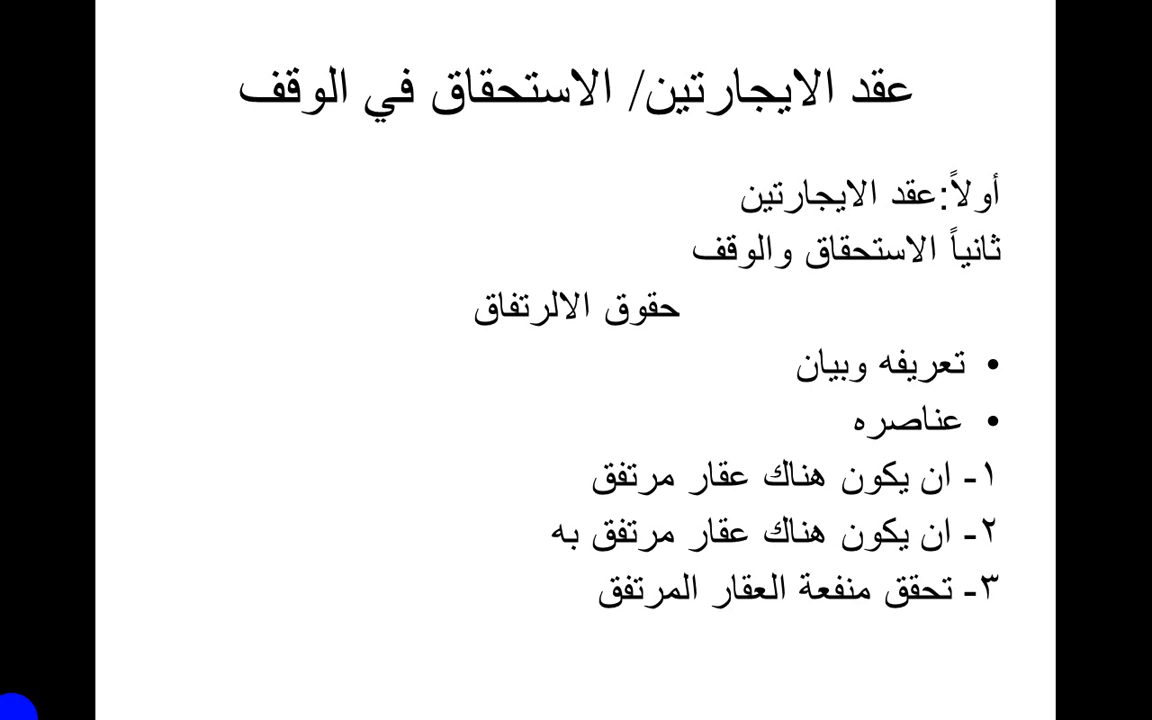 عقد الايجارتين/ الاستحقاق في الوقف
أولاً:عقد الايجارتين
ثانياً الاستحقاق والوقف
حقوق الالرتفاق
• تعريفه وبيان
• عناصره
١- ان يكون هناك عقار مرتفق
٢- ان يكون هناك عقار مرتفق به
٣- تحقق منفعة العقار المرتفق